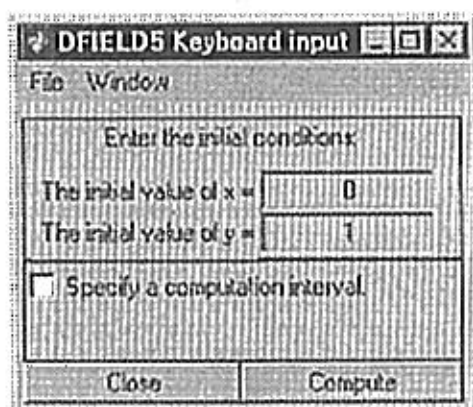 DFIELD5 Keyboard input
File Window
Enter the initial conditions:
The initial value of x = 0
The initial value of y = 1
Specify a computation interval.
Close Compute